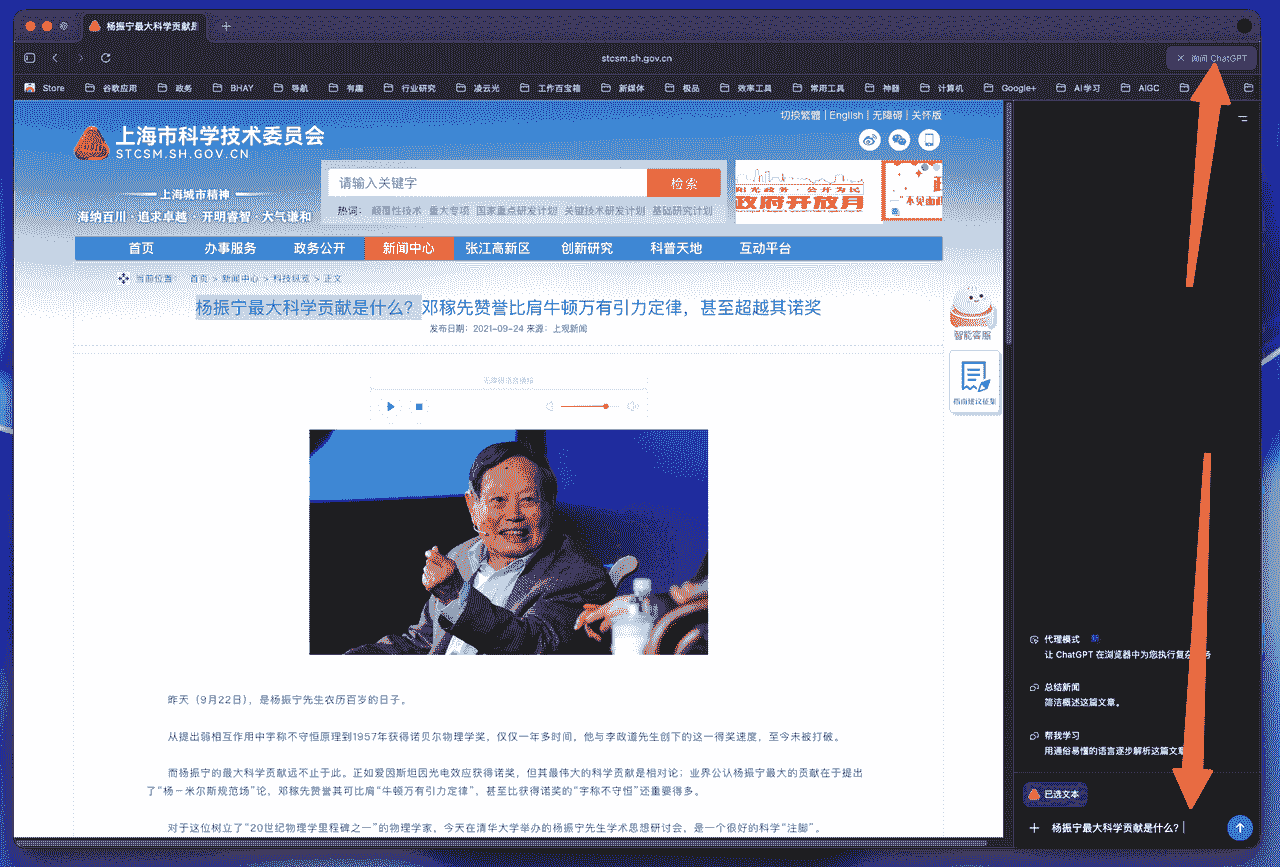 杨振宁最大科学贡献是
stcsm.sh.gov.cn
询问 ChatGPT
Store 谷歌应用 政务 BHAY 导航 有趣 行业研究 凌云光 工作百宝箱 新媒体 极品 效率工具 常用工具 神器 计算机 Google+ AI学习 AIGC
切换繁體 | English | 无障碍 | 关怀版
上海市科学技术委员会
STCSM.SH.GOV.CN
上海城市精神
海纳百川 · 追求卓越 · 开明睿智 · 大气谦和
请输入关键字
检索
热词: 颠覆性技术 重大专项 国家重点研发计划 关键技术研发计划 基础研究计划
阳光政务 · 公开为民
政府开放月
首页 办事服务 政务公开 新闻中心 张江高新区 创新研究 科普天地 互动平台
当前位置: 首页 > 新闻中心 > 科技纵览 > 正文
杨振宁最大科学贡献是什么？邓稼先赞誉比肩牛顿万有引力定律，甚至超越其诺奖
发布日期: 2021-09-24 来源: 上观新闻
智能客服
指南建议征集
昨天（9月22日），是杨振宁先生农历百岁的日子。
从提出弱相互作用中宇称不守恒原理到1957年获得诺贝尔物理学奖，仅仅一年多时间，他与李政道先生创下的这一得奖速度，至今未被打破。
而杨振宁的最大科学贡献远不止于此。正如爱因斯坦因光电效应获得诺奖，但其最伟大的科学贡献是相对论；业界公认杨振宁最大的贡献在于提出
了“杨－米尔斯规范场”论，邓稼先赞誉其可比肩“牛顿万有引力定律”，甚至比获得诺奖的“宇称不守恒”还重要得多。
对于这位树立了“20世纪物理学里程碑之一”的物理学家，今天在清华大学举办的杨振宁先生学术思想研讨会，是一个很好的科学“注脚”。
代理模式 新
让 ChatGPT 在浏览器中为您执行复杂任务
总结新闻
简洁概述这篇文章。
帮我学习
用通俗易懂的语言逐步解析这篇文章
已选文本
杨振宁最大科学贡献是什么？